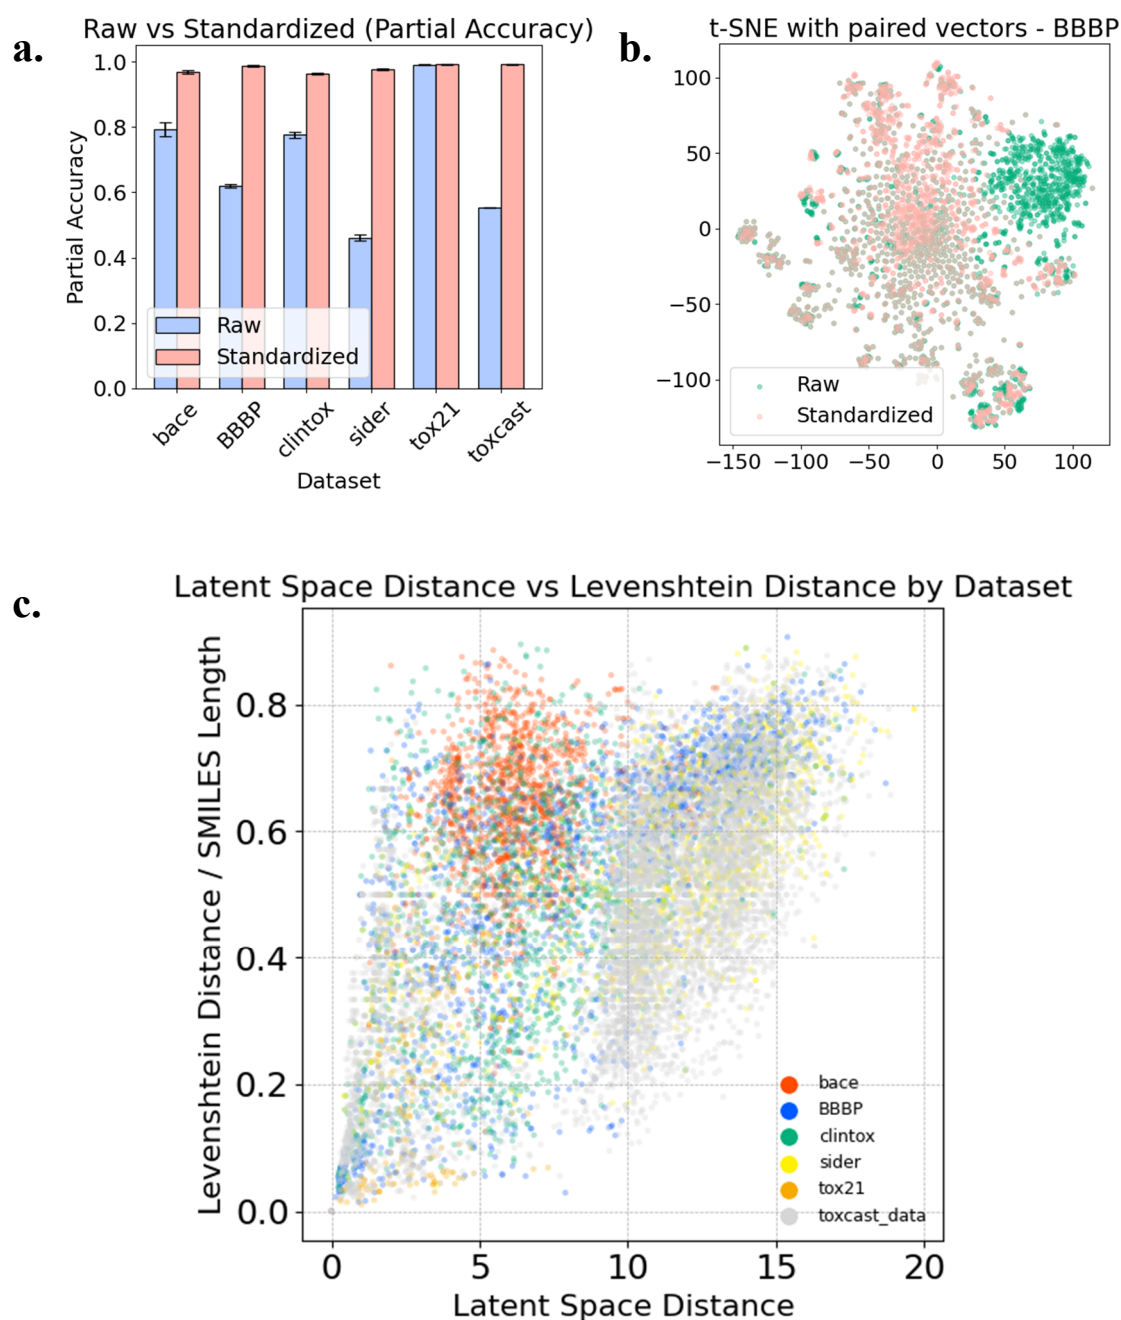 a.
Raw vs Standardized (Partial Accuracy)
Partial Accuracy
1.0
0.8
0.6
0.4
0.2
0.0
Raw
Standardized
bace
BBBP
clintox
sider
tox21
toxcast
Dataset
b.
t-SNE with paired vectors - BBBP
100
50
0
−50
−100
Raw
Standardized
−150 −100 −50 0 50 100
c.
Latent Space Distance vs Levenshtein Distance by Dataset
Levenshtein Distance / SMILES Length
0.8
0.6
0.4
0.2
0.0
bace
BBBP
clintox
sider
tox21
toxcast_data
0 5 10 15 20
Latent Space Distance